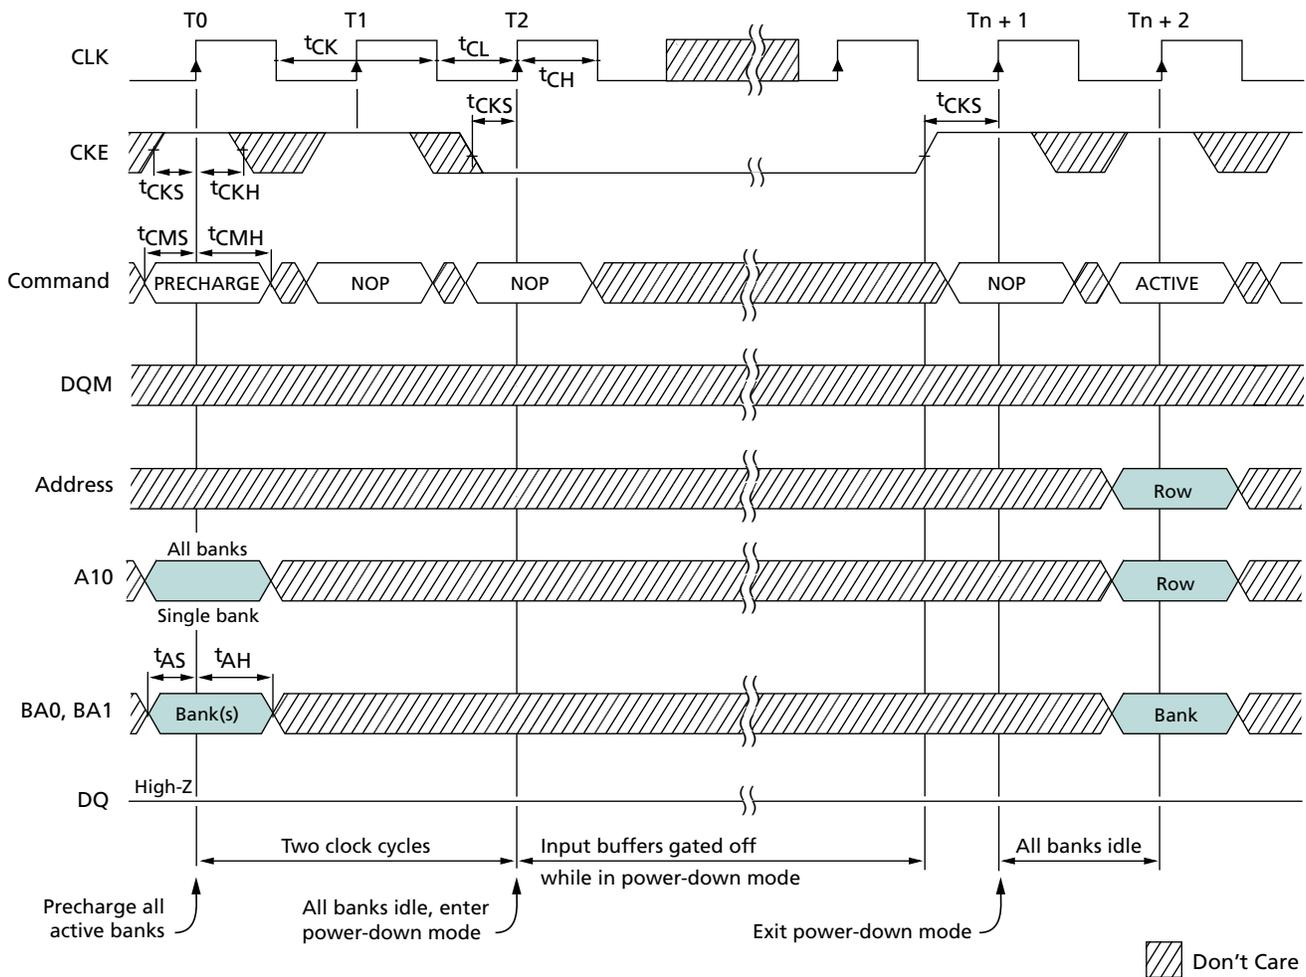 T0 T1 T2 Tn + 1 Tn + 2
CLK
tCK tCL
tCH
tCKS tCKS
CKE
tCKS tCKH
tCMS tCMH
Command PRECHARGE NOP NOP NOP ACTIVE
DQM
Address Row
All banks
A10 Row
Single bank
tAS tAH
BA0, BA1 Bank(s) Bank
High-Z
DQ
Two clock cycles Input buffers gated off All banks idle
while in power-down mode
Precharge all All banks idle, enter
active banks power-down mode Exit power-down mode
Don't Care